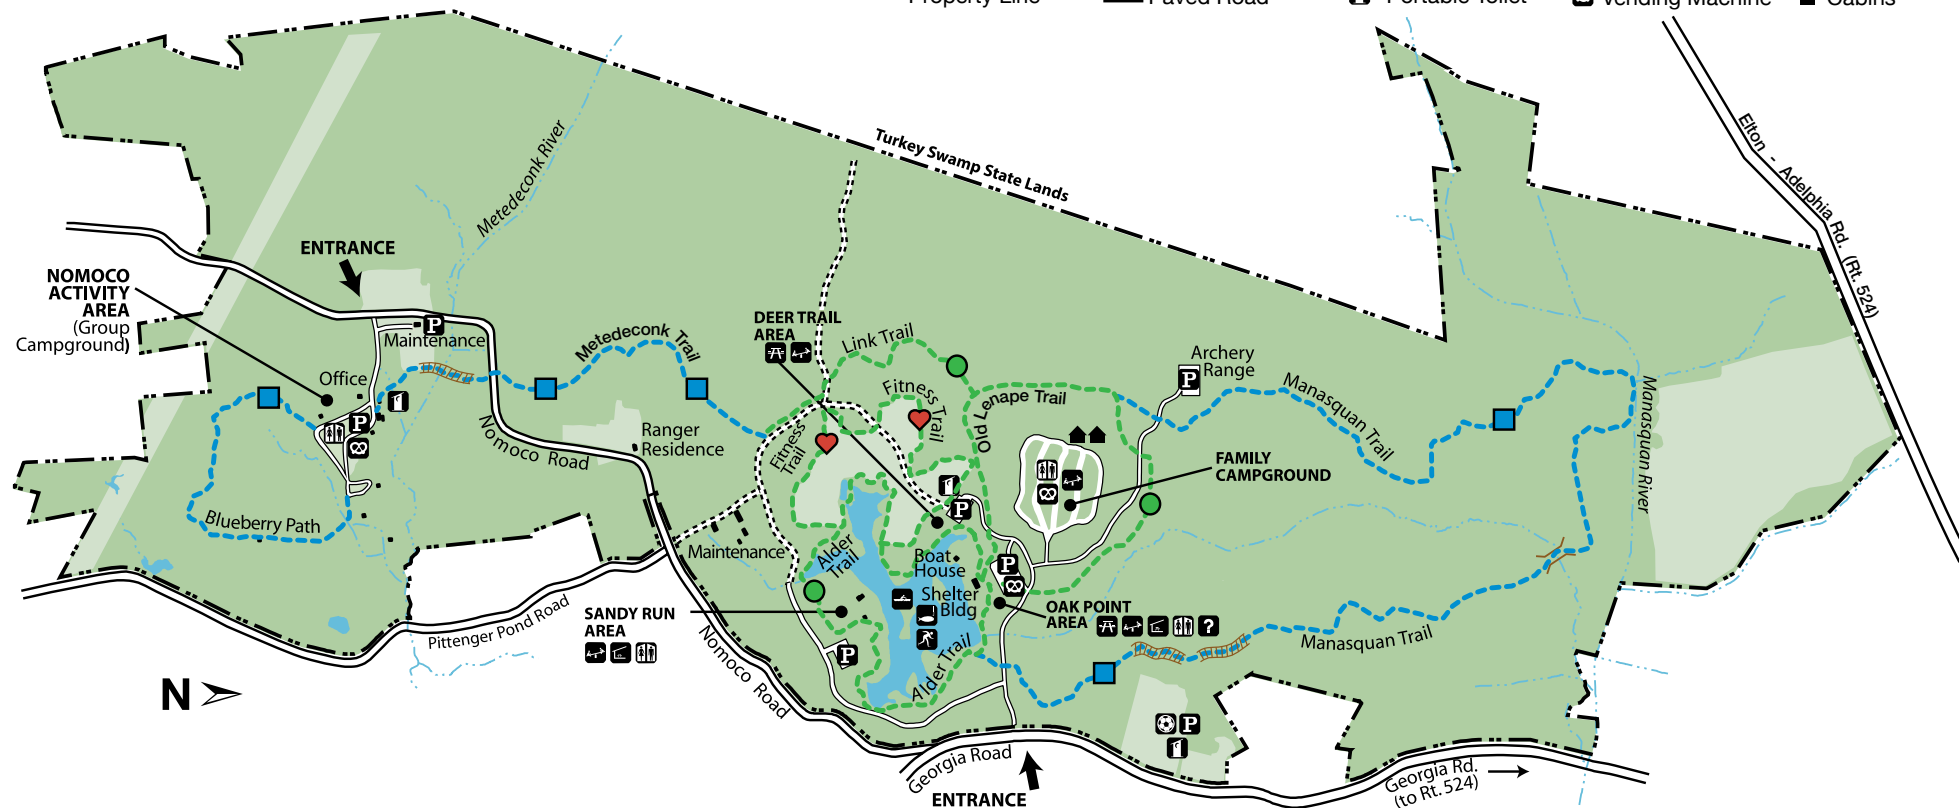 Property Line
Paved Road
Portable Toilet
Vending Machine
Cabins
Turkey Swamp State Lands
Elton - Adelphia Rd. (Rt. 524)
Metedeconk River
ENTRANCE
NOMOCO
ACTIVITY
AREA
(Group
Campground)
P
Maintenance
Office
P
Metedeconk Trail
Nomoco Road
Ranger
Residence
Blueberry Path
DEER TRAIL
AREA
Link Trail
Fitness Trail
Fitness
Trail
Old Lenape Trail
Archery
Range
P
FAMILY
CAMPGROUND
Manasquan Trail
Manasquan River
P
Maintenance
Alder
Trail
Boat
House
Shelter
Bldg
P
OAK POINT
AREA
?
SANDY RUN
AREA
P
Alder Trail
Manasquan Trail
Pittenger Pond Road
Nomoco Road
N
P
Georgia Road
ENTRANCE
Georgia Rd.
(to Rt. 524)